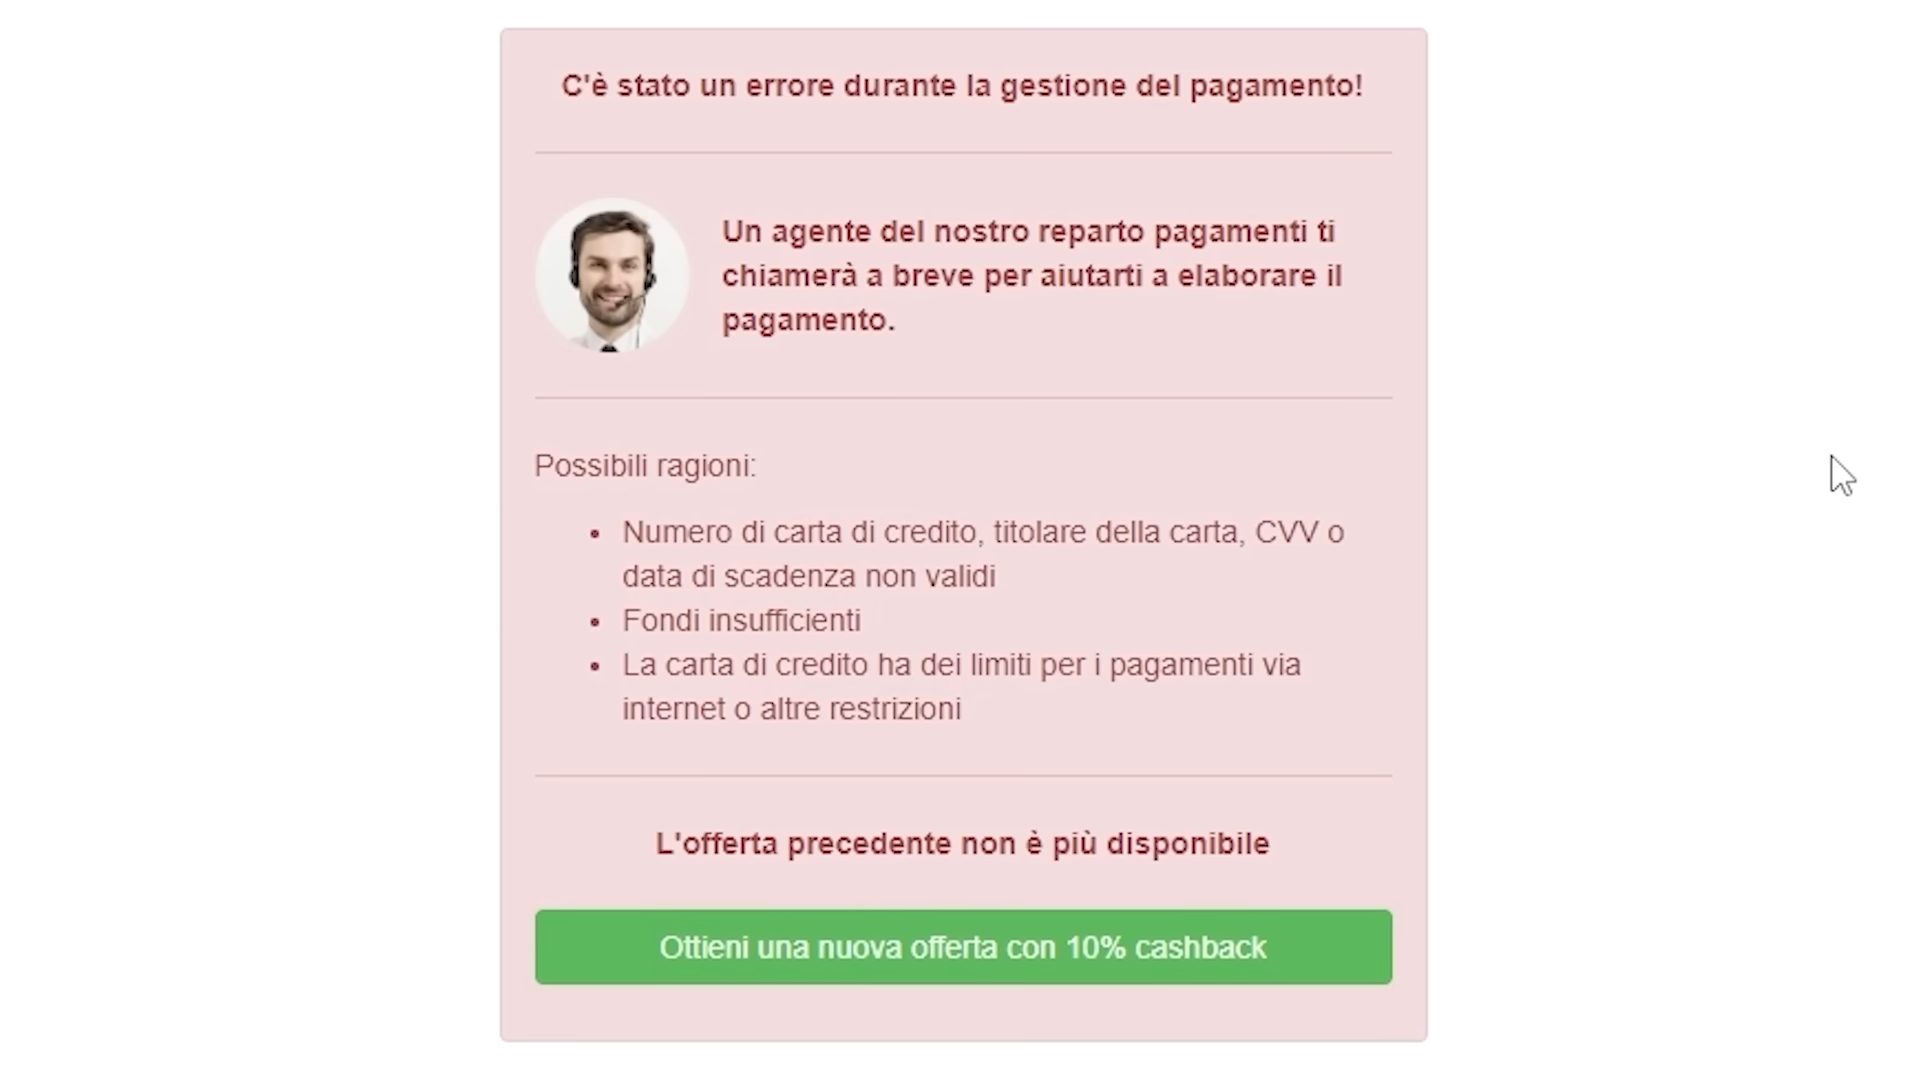 C'è stato un errore durante la gestione del pagamento!
Un agente del nostro reparto pagamenti ti
chiamerà a breve per aiutarti a elaborare il
pagamento.
Possibili ragioni:
• Numero di carta di credito, titolare della carta, CVV o
data di scadenza non validi
• Fondi insufficienti
• La carta di credito ha dei limiti per i pagamenti via
internet o altre restrizioni
L'offerta precedente non è più disponibile
Ottieni una nuova offerta con 10% cashback